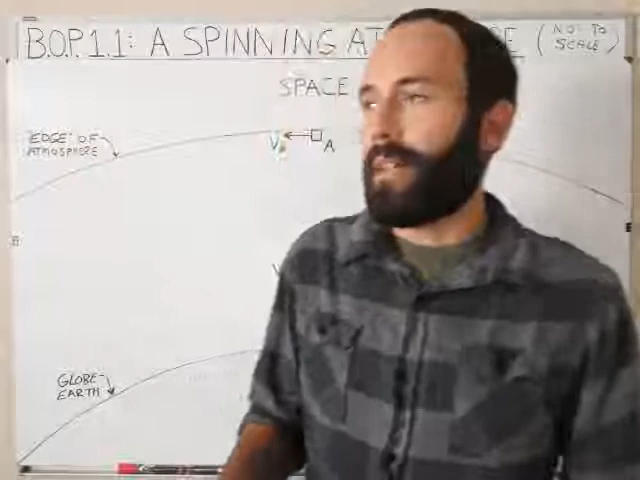 B.O.P. 1.1: A SPINNING AT
(NOT TO
SCALE)
SPACE
"EDGE" OF
ATMOSPHERE
A
GLOBE
EARTH